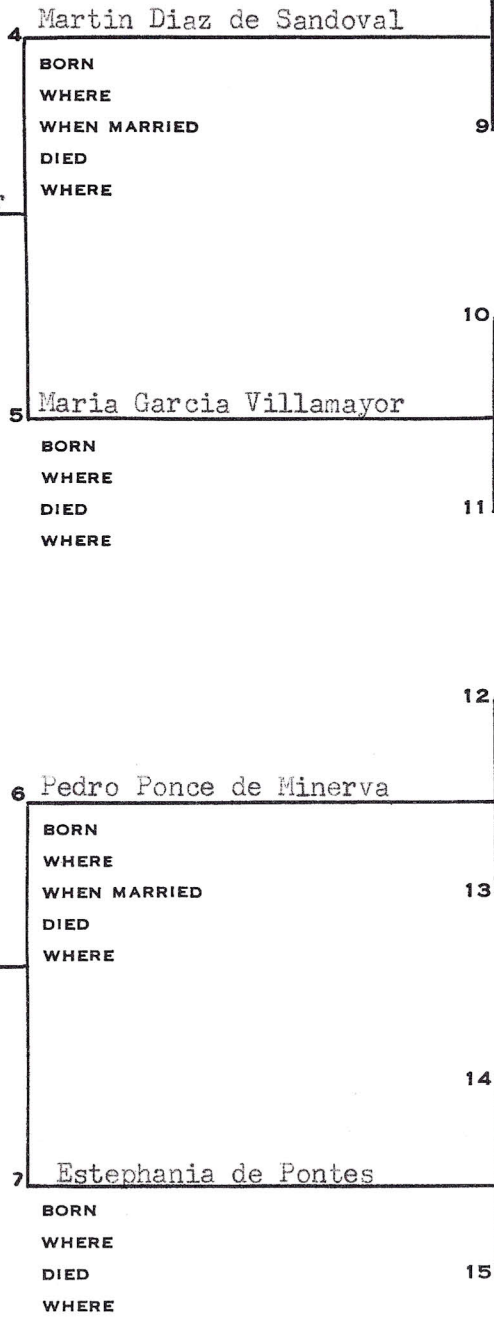 4 Martin Diaz de Sandoval
BORN
WHERE
WHEN MARRIED
DIED
WHERE
9
10
5 Maria Garcia Villamayor
BORN
WHERE
DIED
WHERE
11
12
6 Pedro Ponce de Minerva
BORN
WHERE
WHEN MARRIED
DIED
WHERE
13
14
7 Estephania de Pontes
BORN
WHERE
DIED
WHERE
15